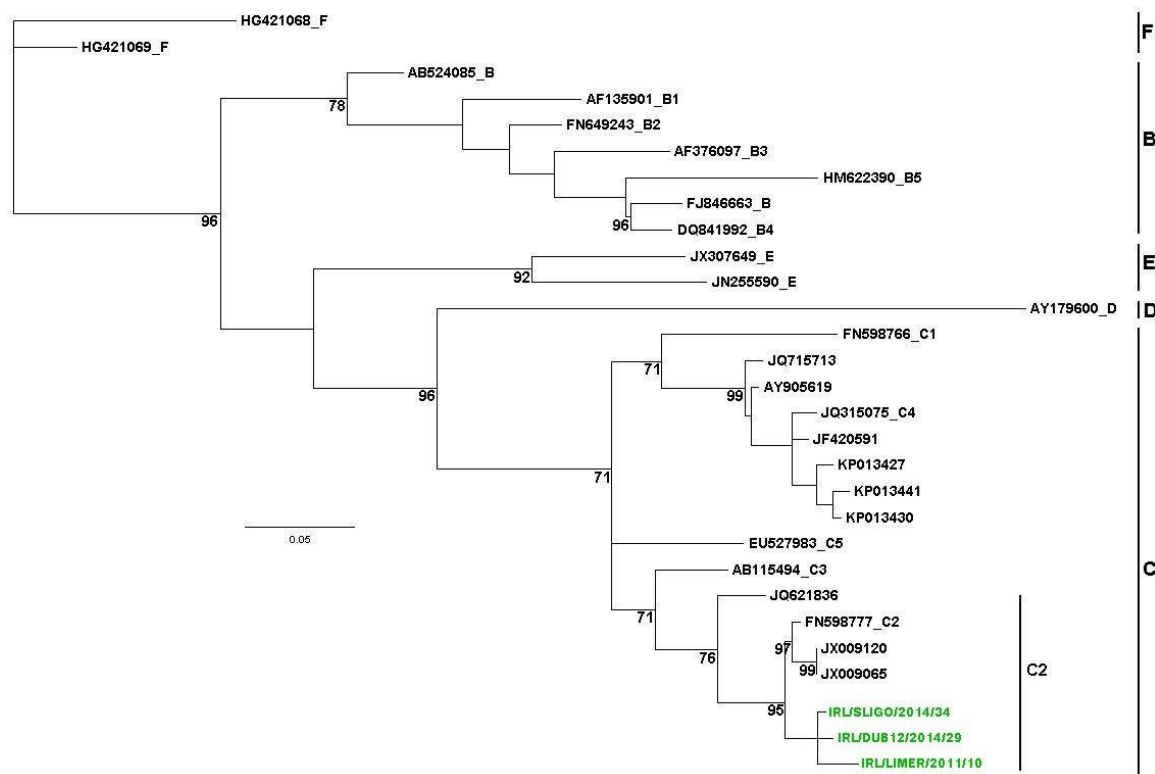 HG421068_F
F
HG421069_F
AB524085_B
78
AF135901_B1
FN649243_B2
B
AF376097_B3
HM622390_B5
FJ846663_B
96
96
DQ841992_B4
JX307649_E
E
92
JN255590_E
AY179600_D
D
FN598766_C1
71
JQ715713
AY905619
96
99
JQ315075_C4
JF420591
KP013427
71
KP013441
KP013430
0.05
EU527983_C5
AB115494_C3
C
JQ621836
71
FN598777_C2
97
JX009120
76
99
JX009065
C2
95
IRL/SLIGO/2014/34
IRL/DUB12/2014/29
IRL/LIMER/2011/10